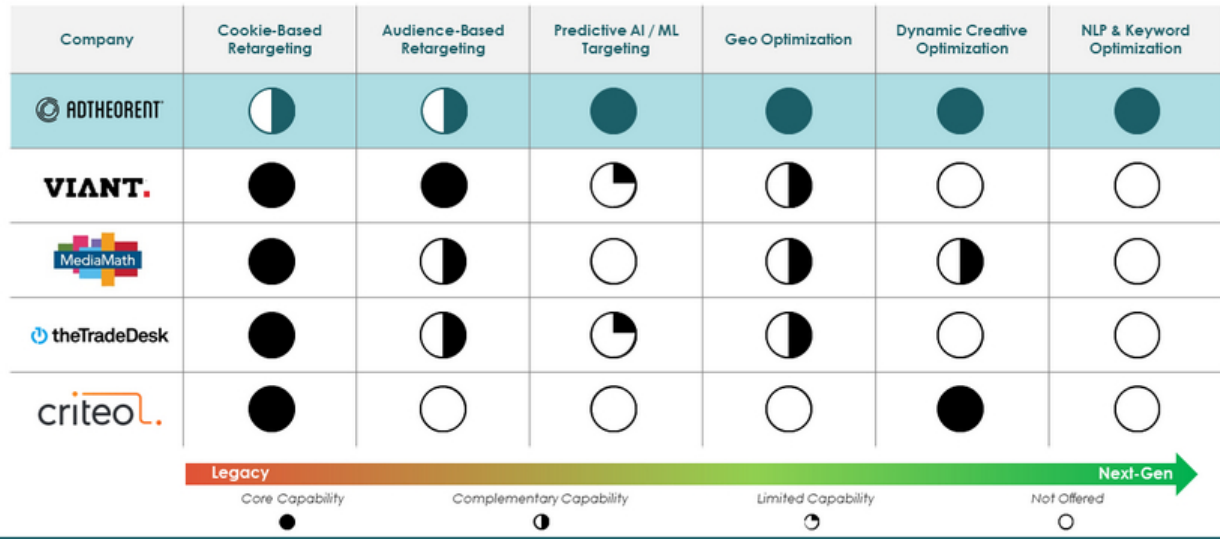 Company
Cookie-Based
Retargeting
Audience-Based
Retargeting
Predictive AI / ML
Targeting
Geo Optimization
Dynamic Creative
Optimization
NLP & Keyword
Optimization
ADTHEORENT
VIANT.
MediaMath
theTradeDesk
criteo
Legacy
Next-Gen
Core Capability
Complementary Capability
Limited Capability
Not Offered